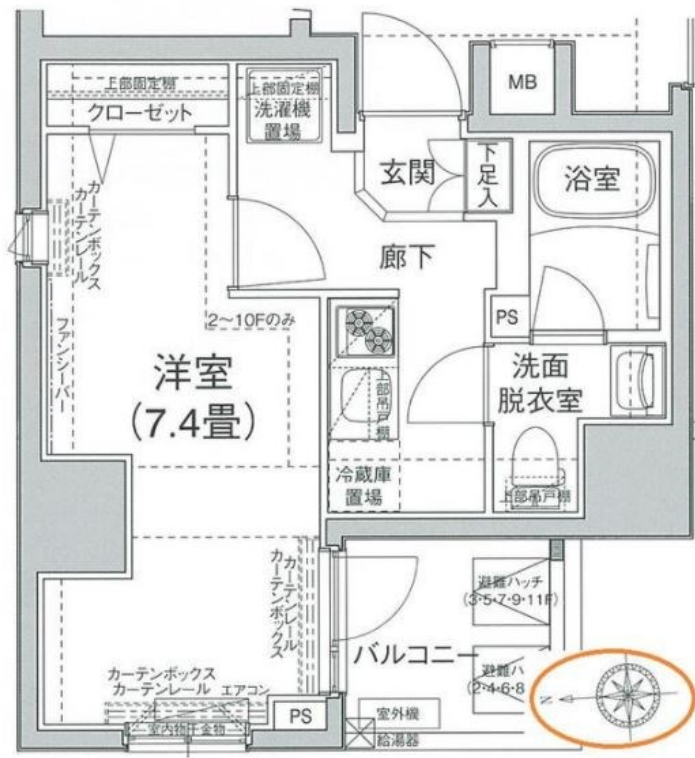 上部固定棚
クローゼット
上部固定棚
洗濯機
置場
MB
玄関
下足入
浴室
カーテンボックス
カーテンレール
廊下
2〜10Fのみ
PS
ファンシーバー
洋室
(7.4畳)
上部吊戸棚
洗面
脱衣室
冷蔵庫
置場
上部吊戸棚
カーテンレール
カーテンボックス
避難ハッチ
(3・5・7・9・11F)
バルコニー
避難ハ
(2・4・6・8
カーテンボックス
カーテンレール
エアコン
室内物干金物
PS
室外機
給湯器
N